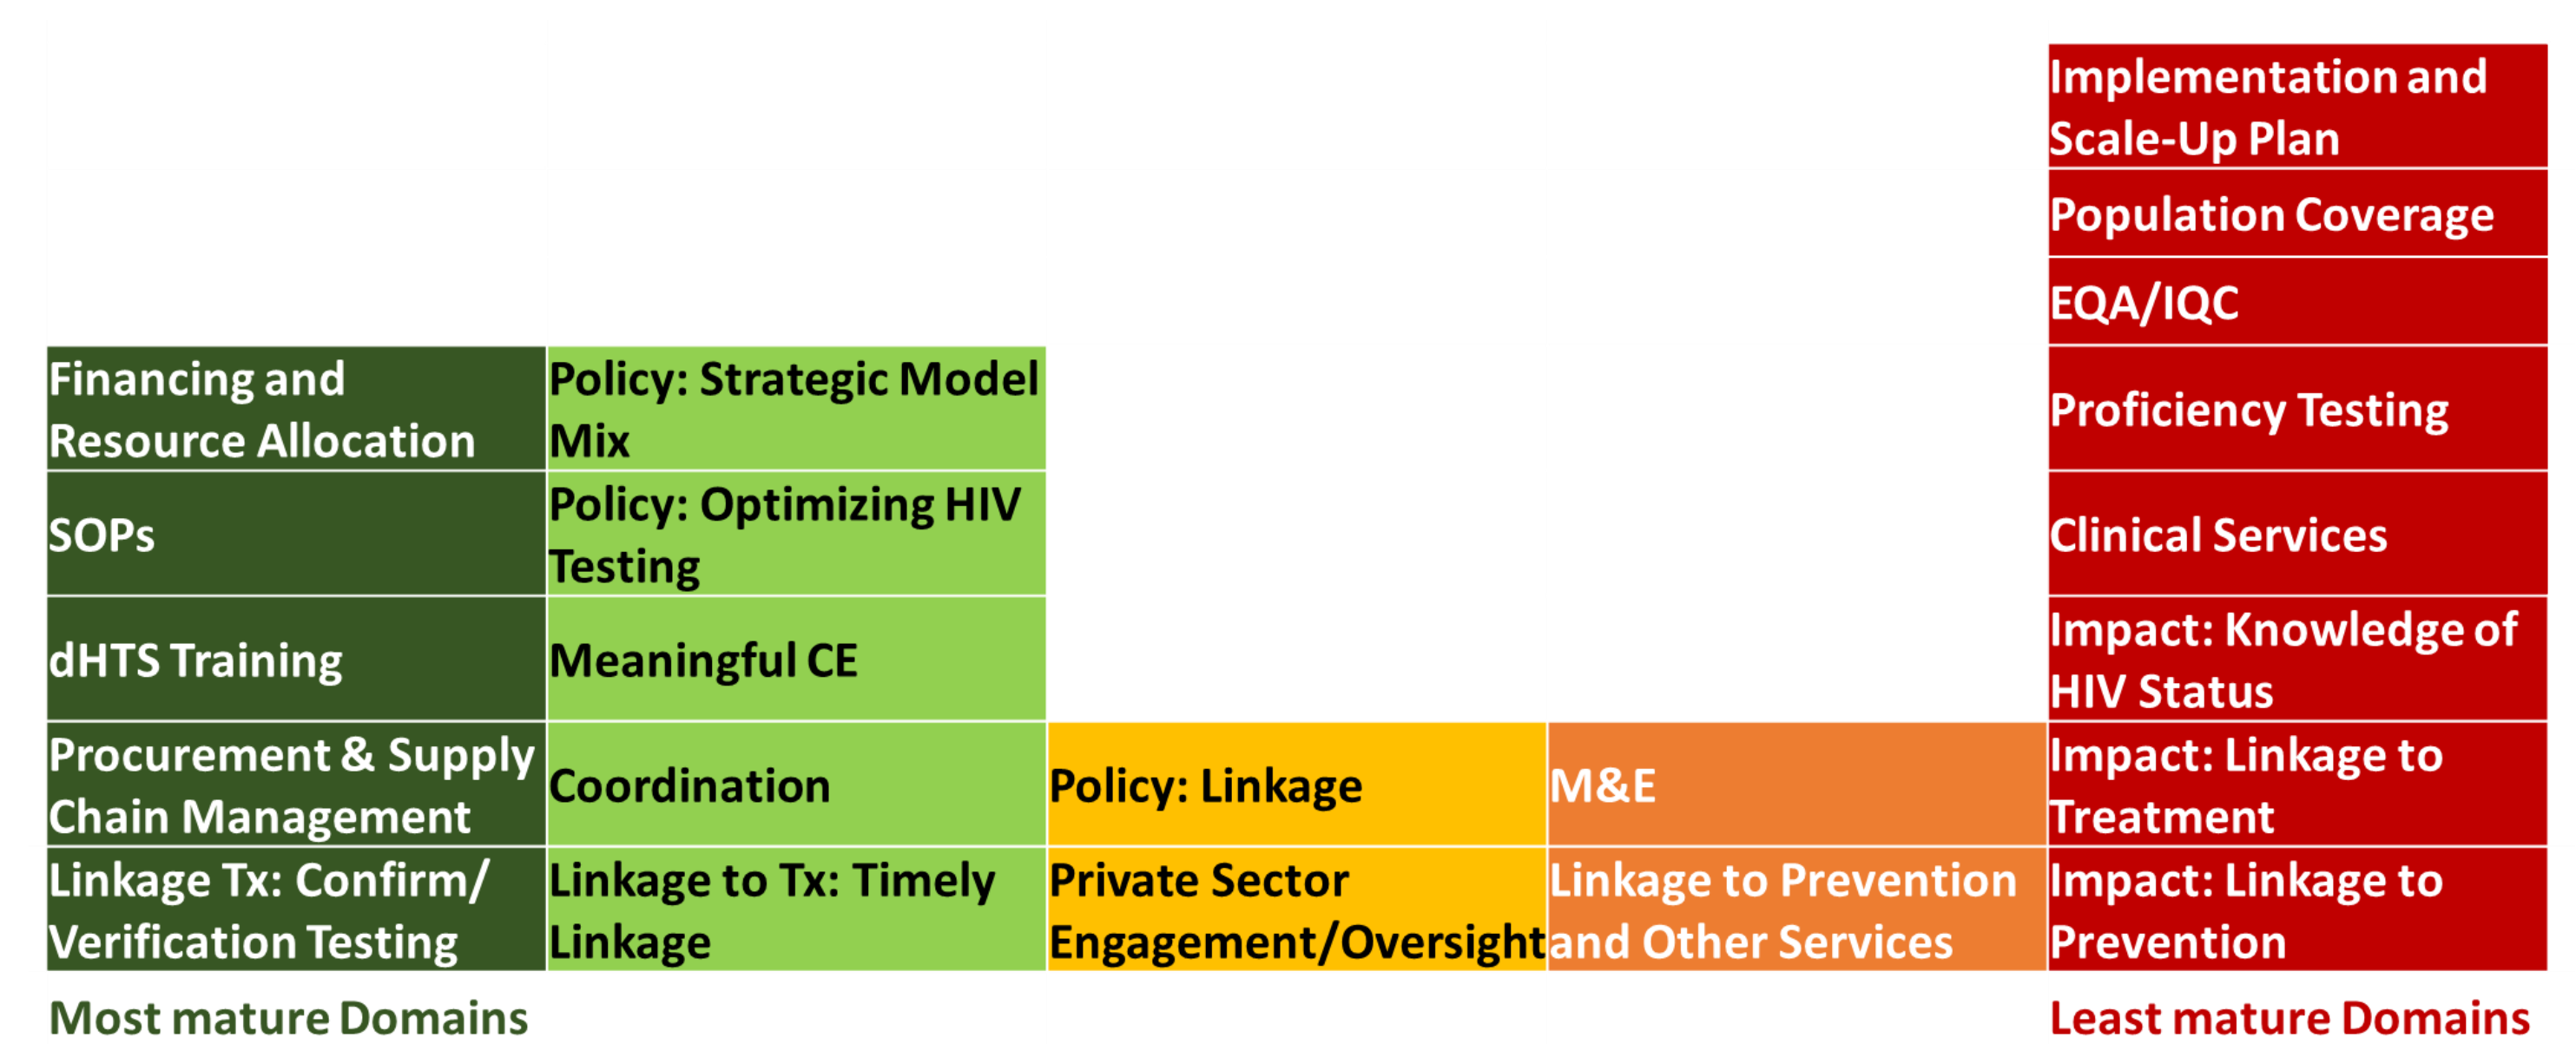 Implementation and
Scale-Up Plan
Population Coverage
EQA/IQC
Financing and
Resource Allocation
Policy: Strategic Model
Mix
Proficiency Testing
SOPs
Policy: Optimizing HIV
Testing
Clinical Services
dHTS Training
Meaningful CE
Impact: Knowledge of
HIV Status
Procurement & Supply
Chain Management
Coordination
Policy: Linkage
M&E
Impact: Linkage to
Treatment
Linkage Tx: Confirm/
Verification Testing
Linkage to Tx: Timely
Linkage
Private Sector
Engagement/Oversight
Linkage to Prevention
and Other Services
Impact: Linkage to
Prevention
Most mature Domains
Least mature Domains